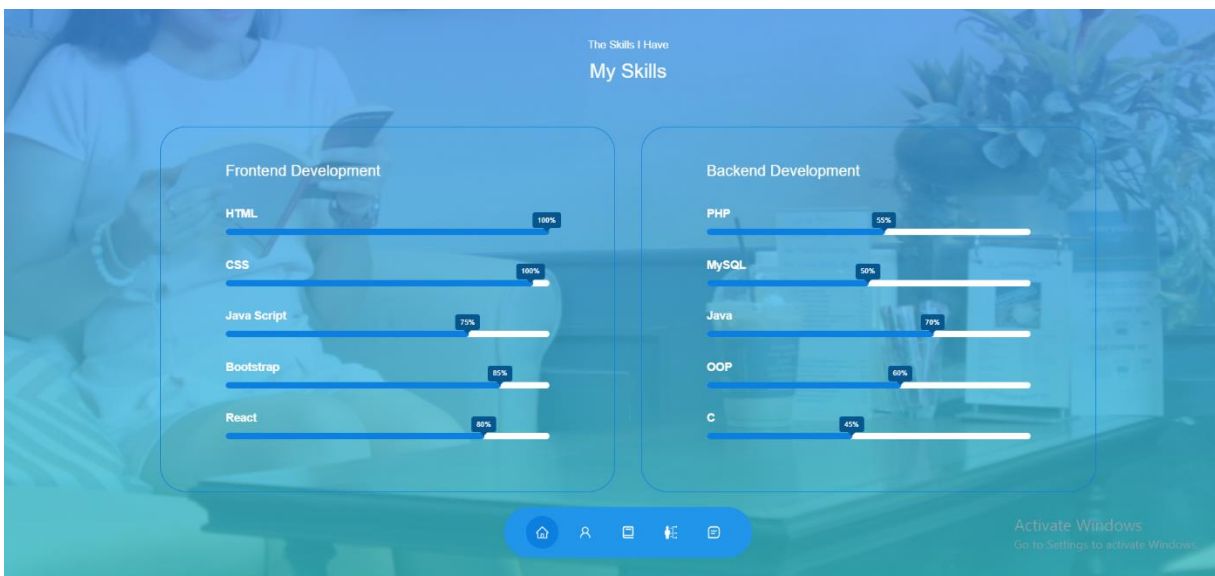 The Skills I Have
My Skills
Frontend Development
HTML
100%
CSS
100%
Java Script
75%
Bootstrap
85%
React
80%
Backend Development
PHP
55%
MySQL
50%
Java
70%
OOP
60%
C
45%
Activate Windows
Go to Settings to activate Windows.